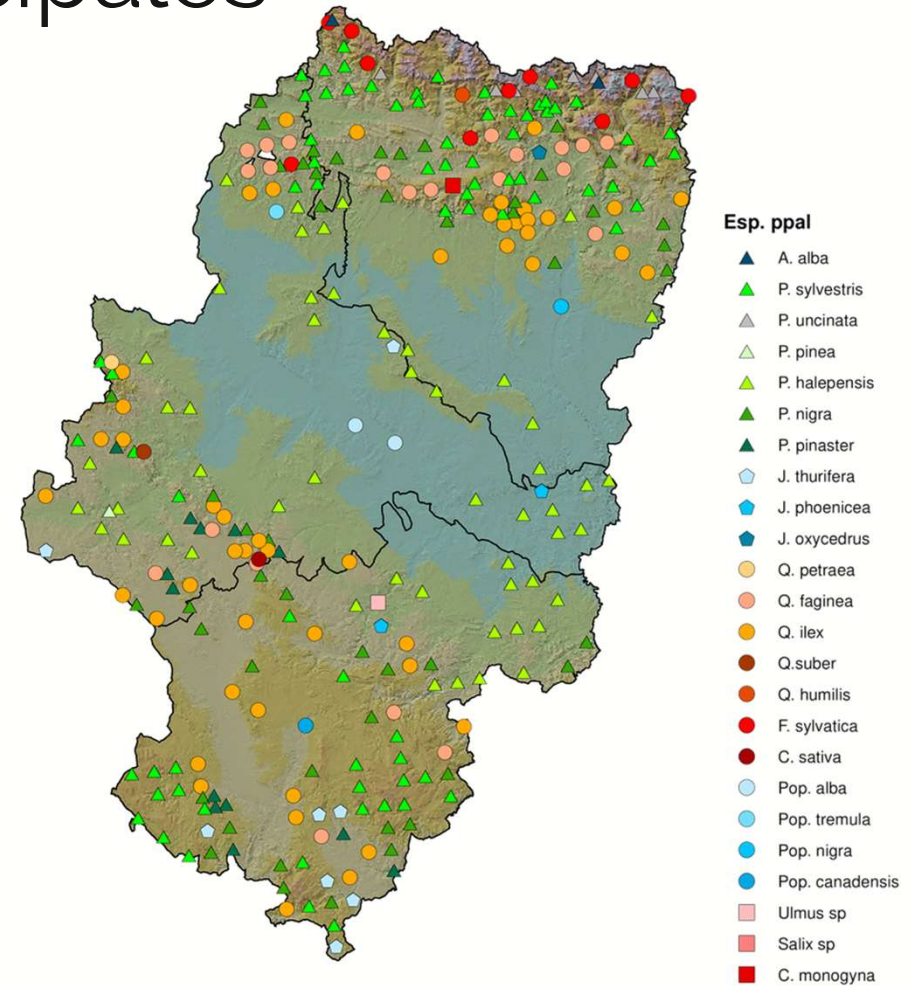 Esp. ppal
A. alba
P. sylvestris
P. uncinata
P. pinea
P. halepensis
P. nigra
P. pinaster
J. thurifera
J. phoenicea
J. oxycedrus
Q. petraea
Q. faginea
Q. ilex
Q.suber
Q. humilis
F. sylvatica
C. sativa
Pop. alba
Pop. tremula
Pop. nigra
Pop. canadensis
Ulmus sp
Salix sp
C. monogyna